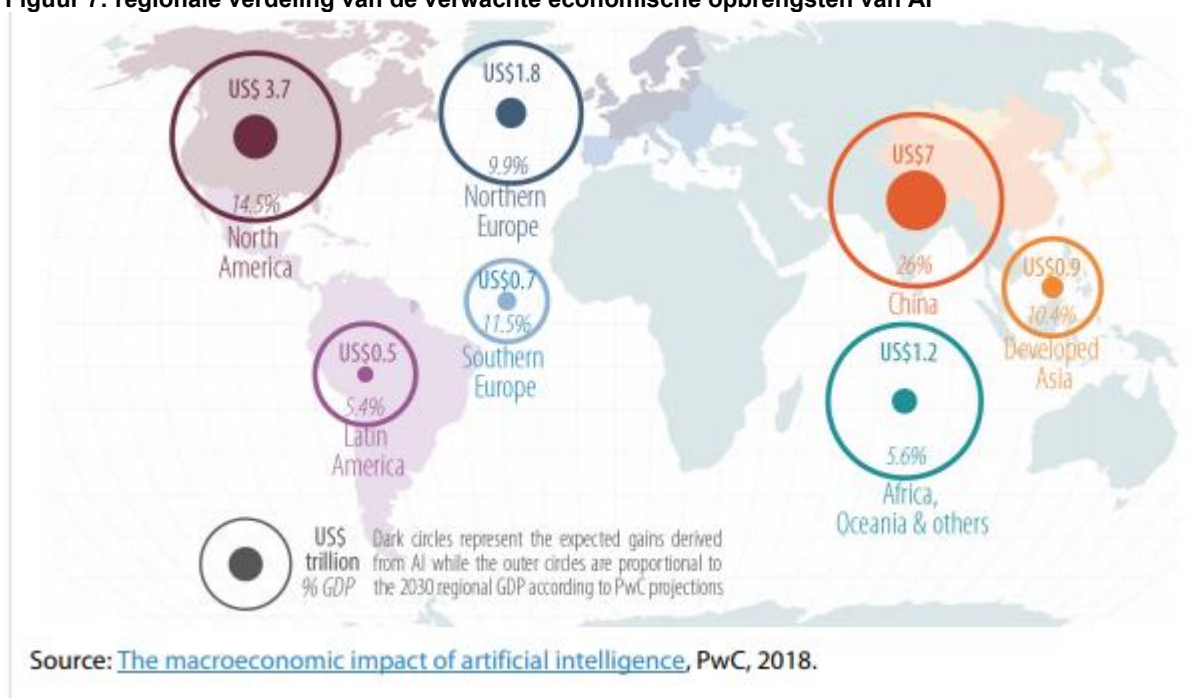 Figuur 7: regionale verdeling van de verwachte economische opbrengsten van AI
US$ 3.7
14.5%
North
America
US$1.8
9.9%
Northern
Europe
US$0.7
11.5%
Southern
Europe
US$0.5
5.4%
Latin
America
US$7
26%
China
US$0.9
10.4%
Developed
Asia
US$1.2
5.6%
Africa,
Oceania & others
US$
trillion
% GDP
Dark circles represent the expected gains derived
from AI while the outer circles are proportional to
the 2030 regional GDP according to PwC projections
Source: The macroeconomic impact of artificial intelligence, PwC, 2018.